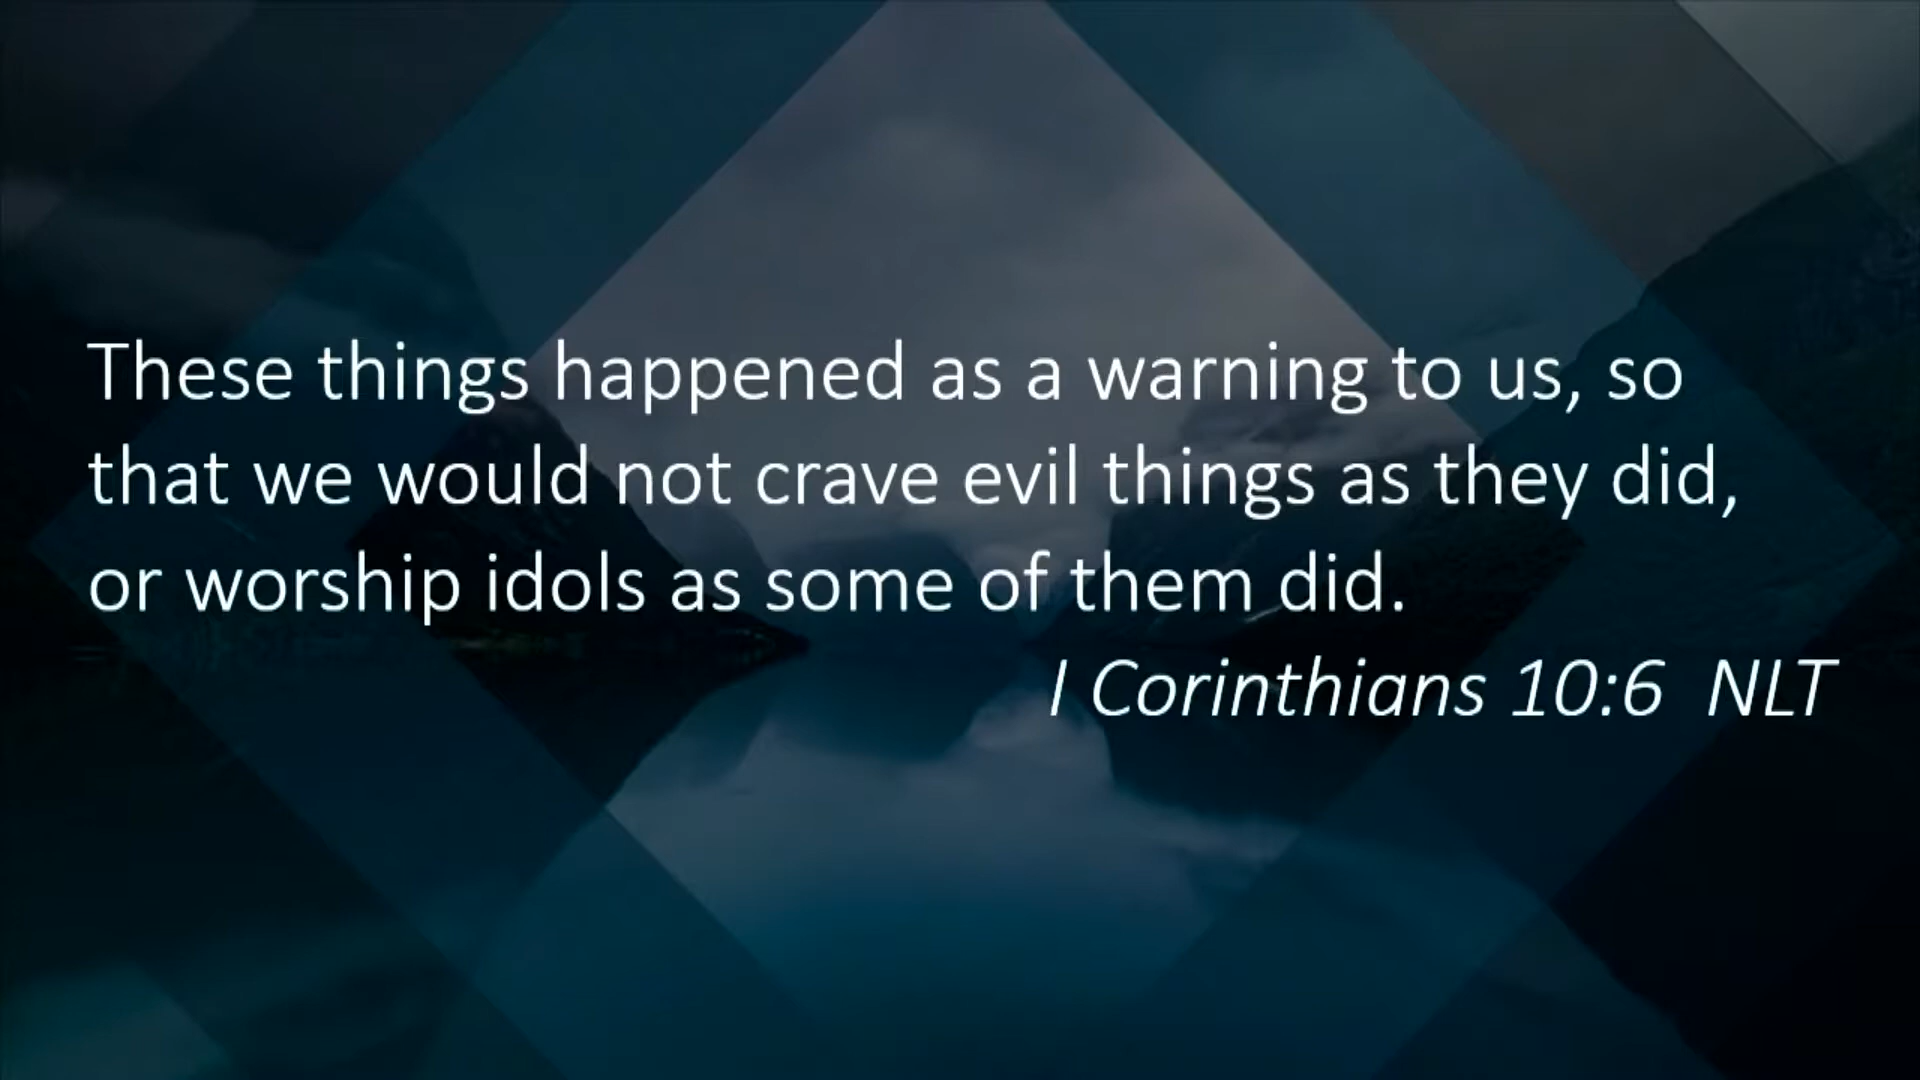 These things happened as a warning to us, so
that we would not crave evil things as they did,
or worship idols as some of them did.
I Corinthians 10:6  NLT